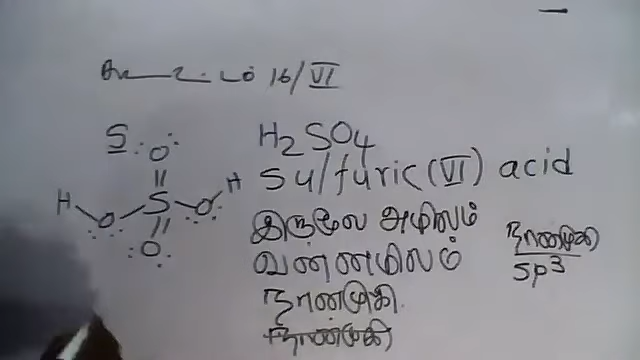 16/VI
S
H2SO4
Sulfuric (VI) acid
O
H
H
O S O
O
இருமூல அமிலம்
வன்னமிலம்
நான்முகி
நான்முகி
நான்முகி
sp3